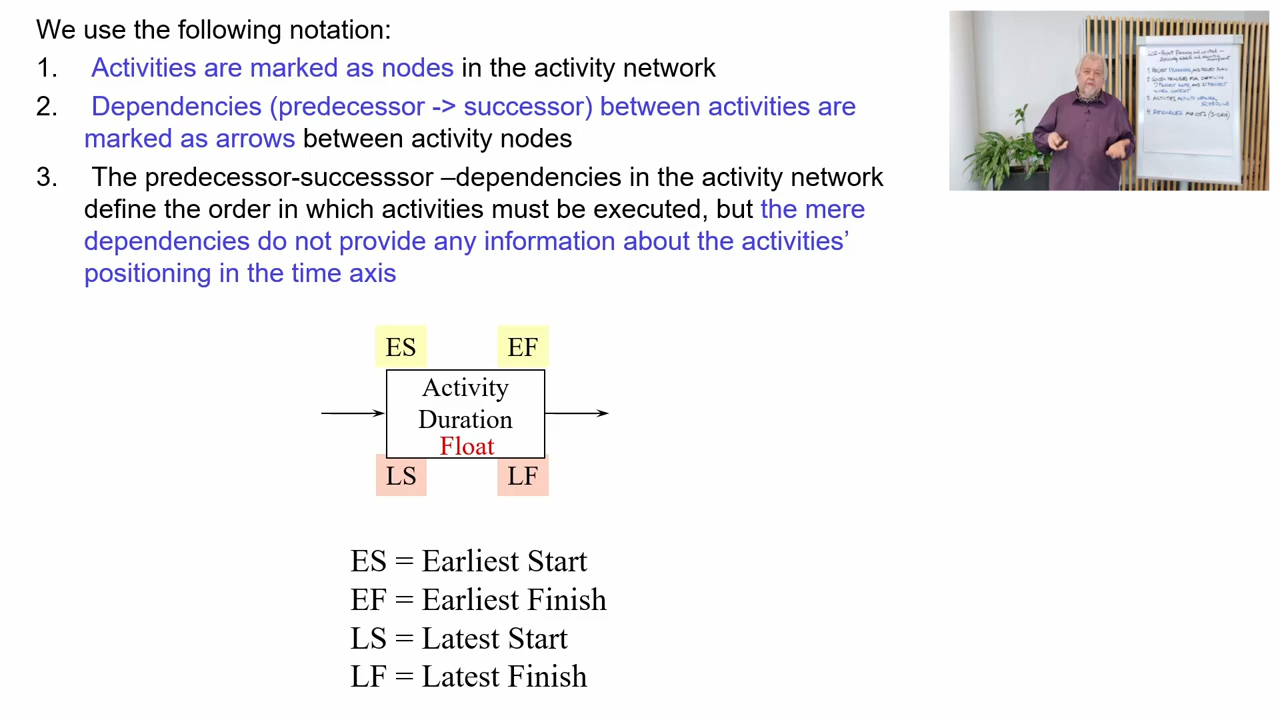 We use the following notation:
1. Activities are marked as nodes in the activity network
2. Dependencies (predecessor -> successor) between activities are
marked as arrows between activity nodes
3. The predecessor-successsor –dependencies in the activity network
define the order in which activities must be executed, but the mere
dependencies do not provide any information about the activities’
positioning in the time axis
ES EF
Activity
Duration
Float
LS LF
ES = Earliest Start
EF = Earliest Finish
LS = Latest Start
LF = Latest Finish